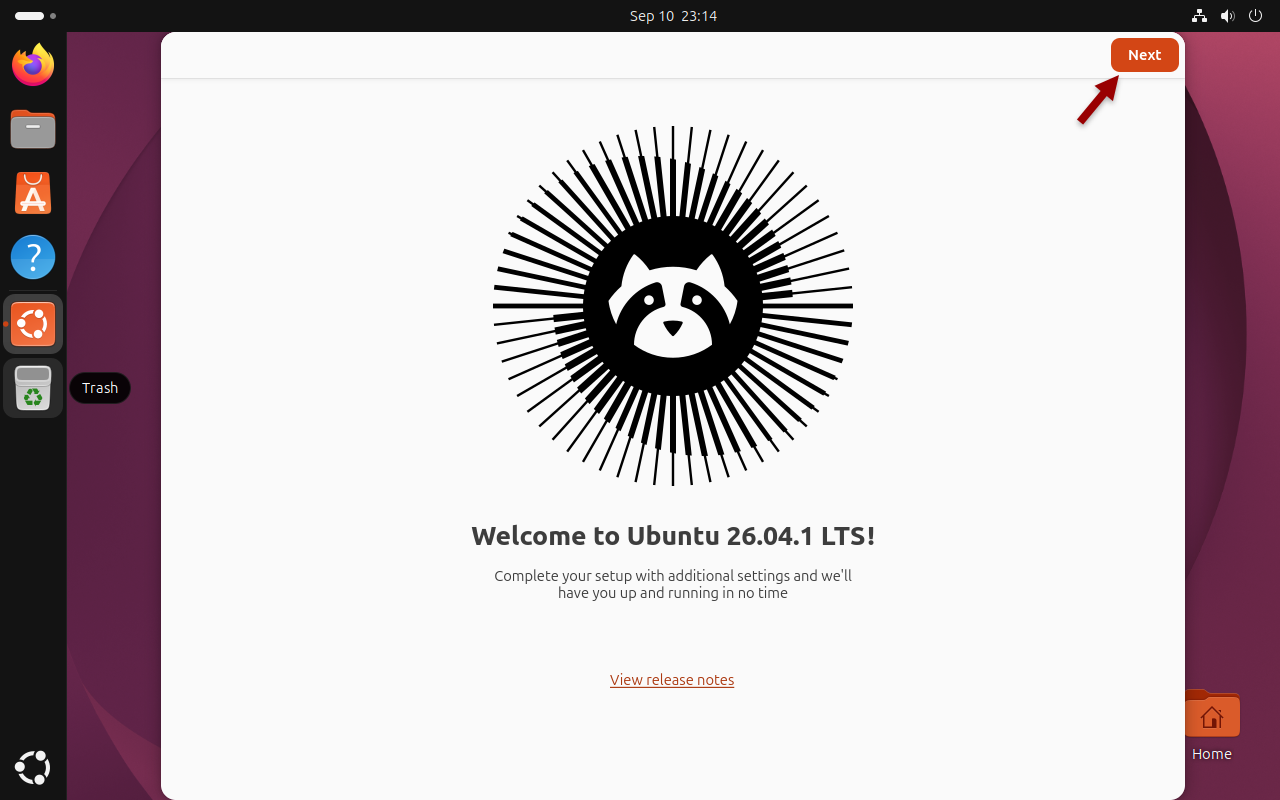 Sep 10 23:14
Next
Trash
Welcome to Ubuntu 26.04.1 LTS!
Complete your setup with additional settings and we'll
have you up and running in no time
View release notes
Home